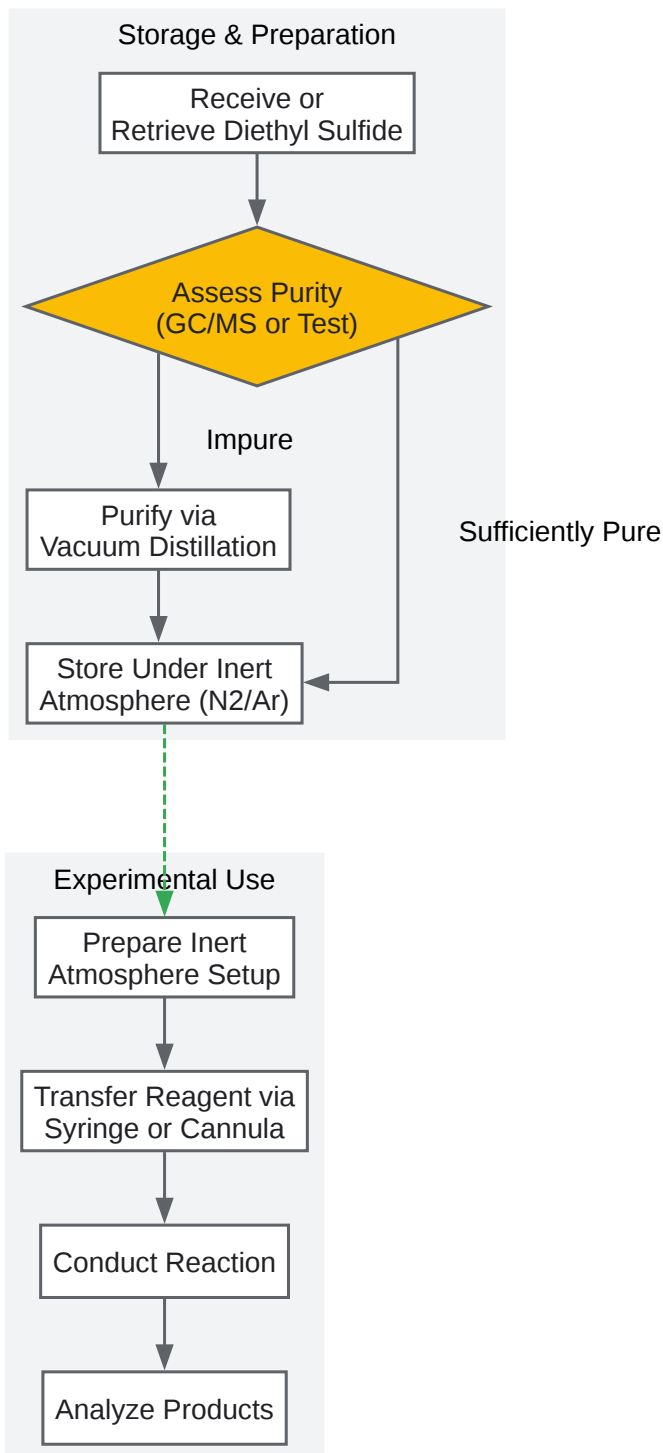 Storage & Preparation
Receive or
Retrieve Diethyl Sulfide
Assess Purity
(GC/MS or Test)
Impure
Sufficiently Pure
Purify via
Vacuum Distillation
Store Under Inert
Atmosphere (N2/Ar)
Experimental Use
Prepare Inert
Atmosphere Setup
Transfer Reagent via
Syringe or Cannula
Conduct Reaction
Analyze Products